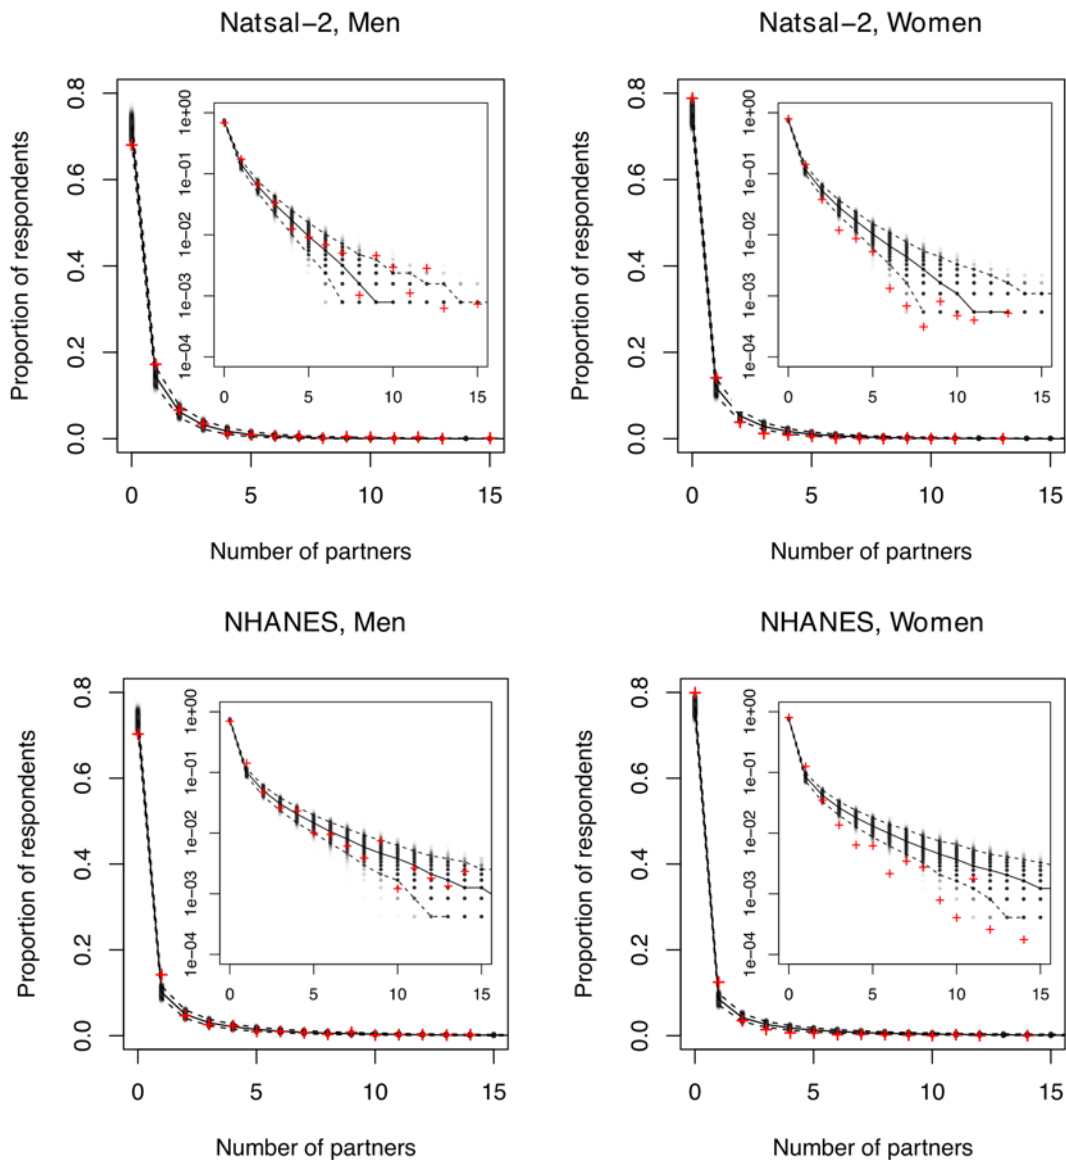 Natsal−2, Men
Proportion of respondents
0.8
0.6
0.4
0.2
0.0
1e+00
1e−01
1e−02
1e−03
1e−04
0 5 10 15
0 5 10 15
Number of partners
Natsal−2, Women
Proportion of respondents
0.8
0.6
0.4
0.2
0.0
1e+00
1e−01
1e−02
1e−03
1e−04
0 5 10 15
0 5 10 15
Number of partners
NHANES, Men
Proportion of respondents
0.8
0.6
0.4
0.2
0.0
1e+00
1e−01
1e−02
1e−03
1e−04
0 5 10 15
0 5 10 15
Number of partners
NHANES, Women
Proportion of respondents
0.8
0.6
0.4
0.2
0.0
1e+00
1e−01
1e−02
1e−03
1e−04
0 5 10 15
0 5 10 15
Number of partners